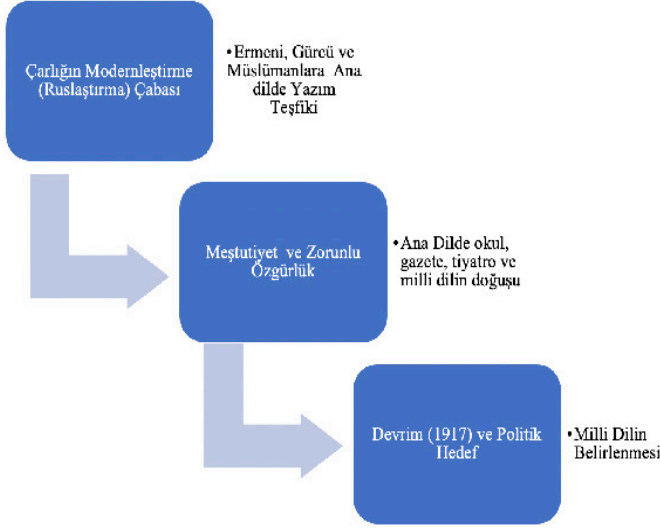 Çarlığın Modernleştirme
(Ruslaştırma) Çabası
•Ermeni, Gürcü ve
Müslümanlara Ana
dilde Yazım
Teşfiki
Meştutiyet ve Zorunlu
Özgürlük
•Ana Dilde okul,
gazete, tiyatro ve
milli dilin doğuşu
Devrim (1917) ve Politik
Hedef
•Milli Dilin
Belirlenmesi